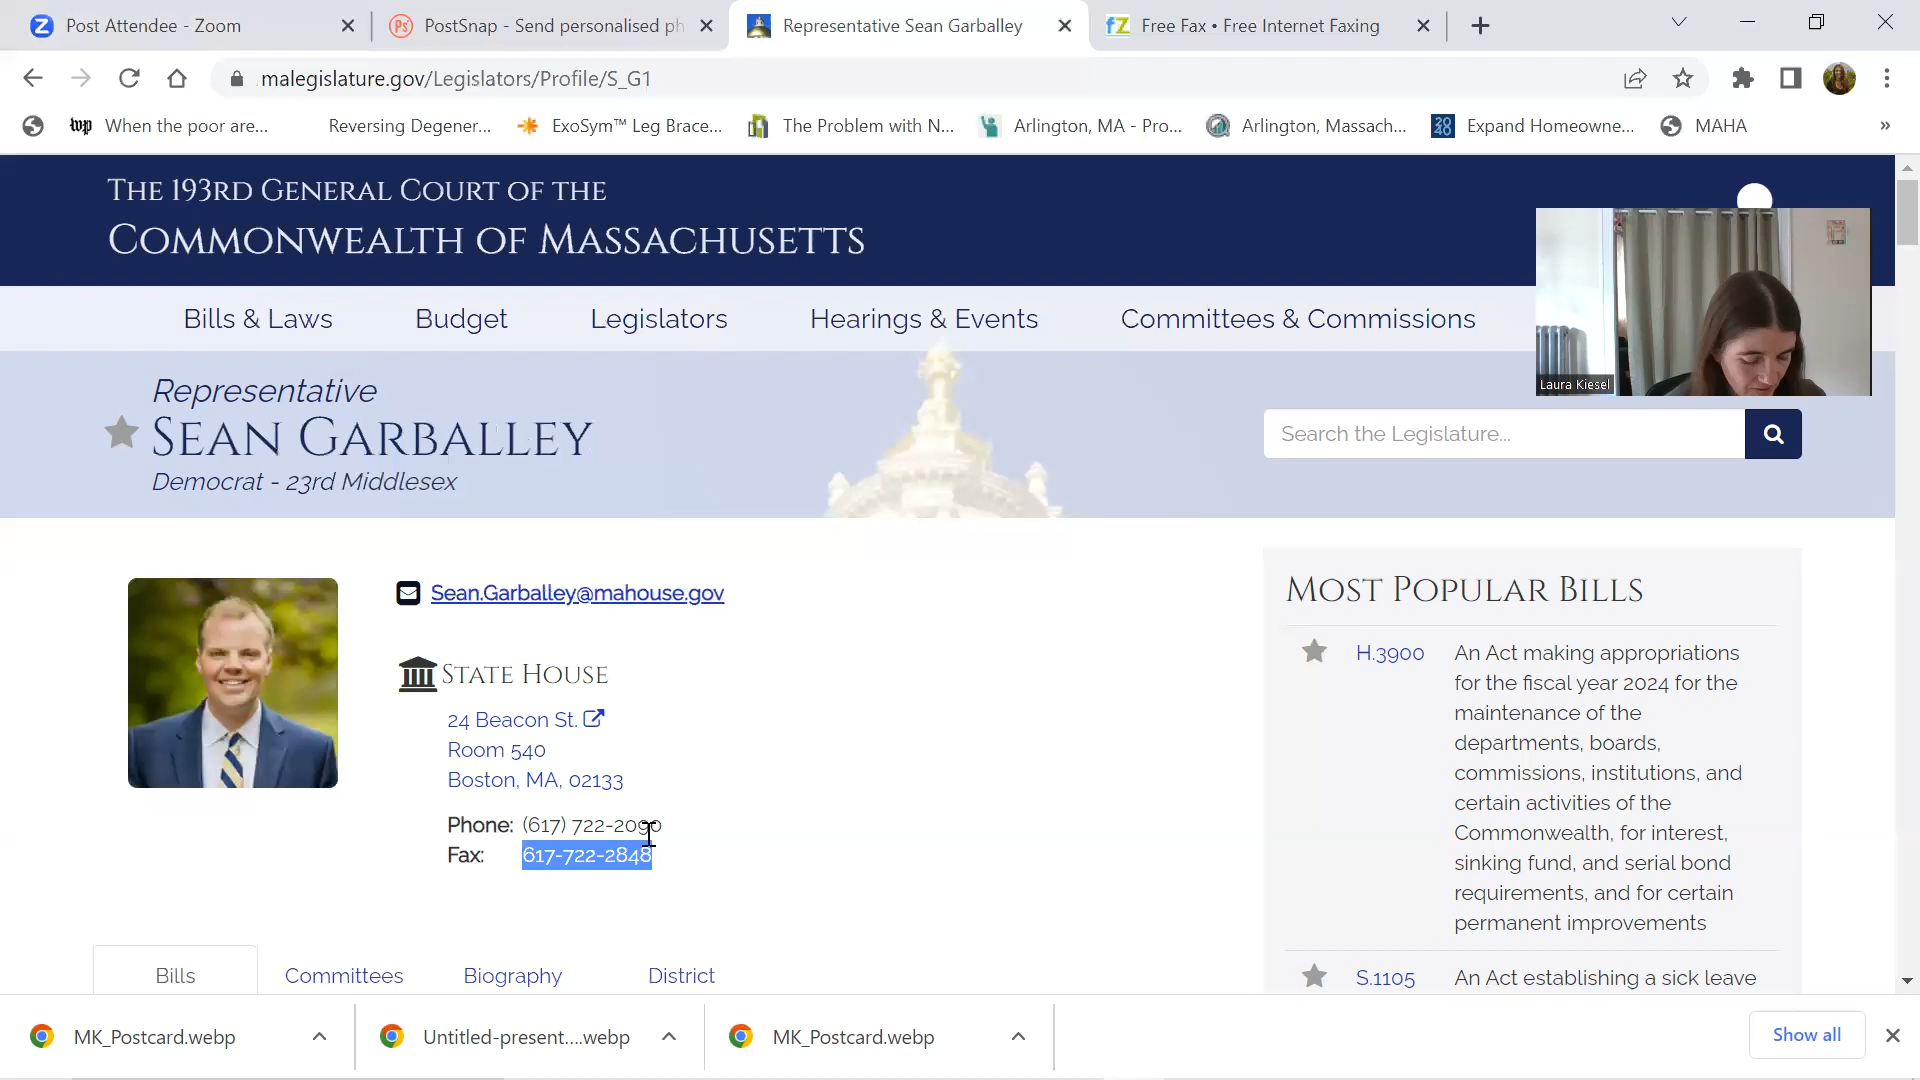 Post Attendee - Zoom
PostSnap - Send personalised ph
Representative Sean Garballey
fZ Free Fax • Free Internet Faxing
malegislature.gov/Legislators/Profile/S_G1
wp When the poor are...
Reversing Degener...
ExoSym™ Leg Brace...
The Problem with N...
Arlington, MA - Pro...
Arlington, Massach...
2040 Expand Homeowne...
MAHA
»
The 193rd General Court of the
Commonwealth of Massachusetts
Bills & Laws
Budget
Legislators
Hearings & Events
Committees & Commissions
Laura Kiesel
Representative
Sean Garballey
Democrat - 23rd Middlesex
Search the Legislature...
Sean.Garballey@mahouse.gov
State House
24 Beacon St.
Room 540
Boston, MA, 02133
Phone: (617) 722-2090
Fax: 617-722-2848
Bills
Committees
Biography
District
Most Popular Bills
H.3900 An Act making appropriations
for the fiscal year 2024 for the
maintenance of the
departments, boards,
commissions, institutions, and
certain activities of the
Commonwealth, for interest,
sinking fund, and serial bond
requirements, and for certain
permanent improvements
S.1105 An Act establishing a sick leave
MK_Postcard.webp
Untitled-present....webp
MK_Postcard.webp
Show all